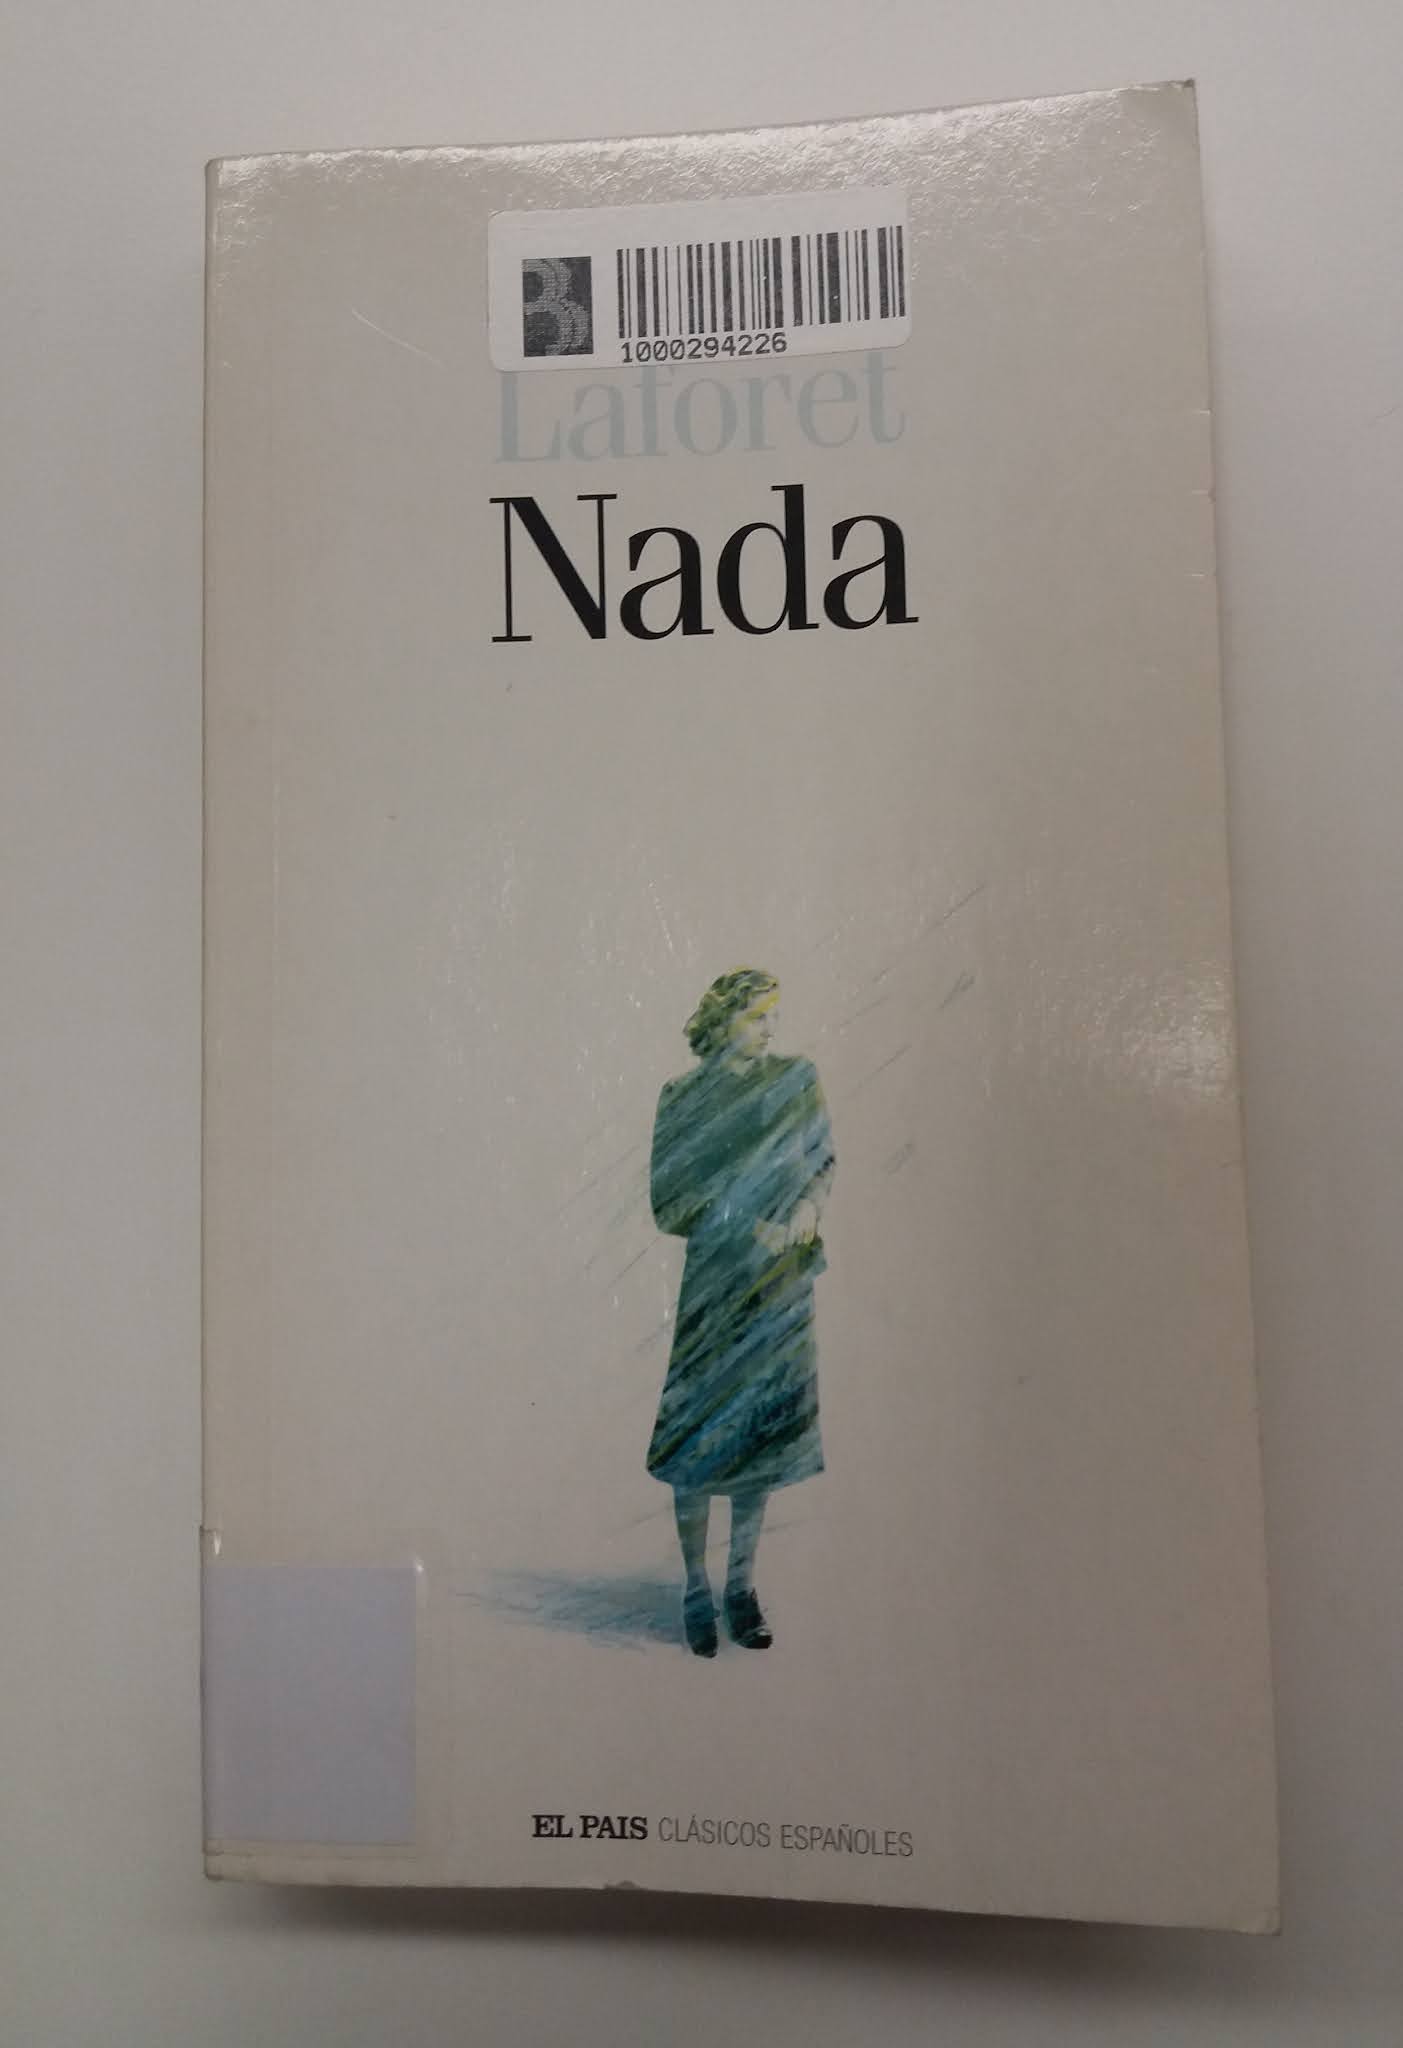 1000294226
Laforet
Nada
EL PAIS CLÁSICOS ESPAÑOLES